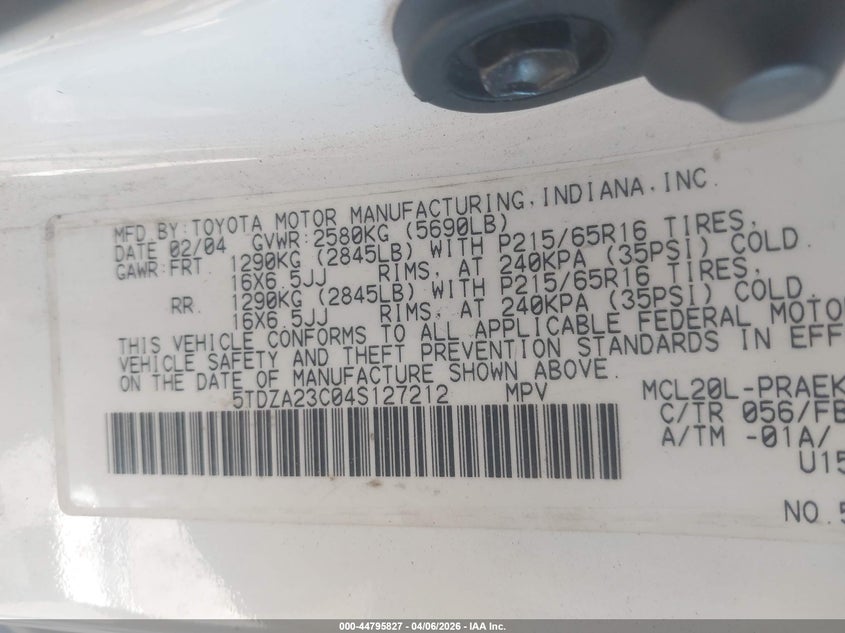 MFD.BY:TOYOTA MOTOR MANUFACTURING,INDIANA,INC.
DATE 02/04 GVWR:2580KG (5690LB)
GAWR:FRT 1290KG (2845LB) WITH P215/65R16 TIRES,
16X6.5JJ RIMS, AT 240KPA (35PSI) COLD.
RR. 1290KG (2845LB) WITH P215/65R16 TIRES,
16X6.5JJ RIMS, AT 240KPA (35PSI) COLD.
THIS VEHICLE CONFORMS TO ALL APPLICABLE FEDERAL MOTO
VEHICLE SAFETY AND THEFT PREVENTION STANDARDS IN EFF
ON THE DATE OF MANUFACTURE SHOWN ABOVE.
5TDZA23C04S127212 MPV MCL20L-PRAEK
C/TR 056/FB
A/TM -01A/
U15
NO.5
000-44795827 - 04/06/2026 - IAA Inc.